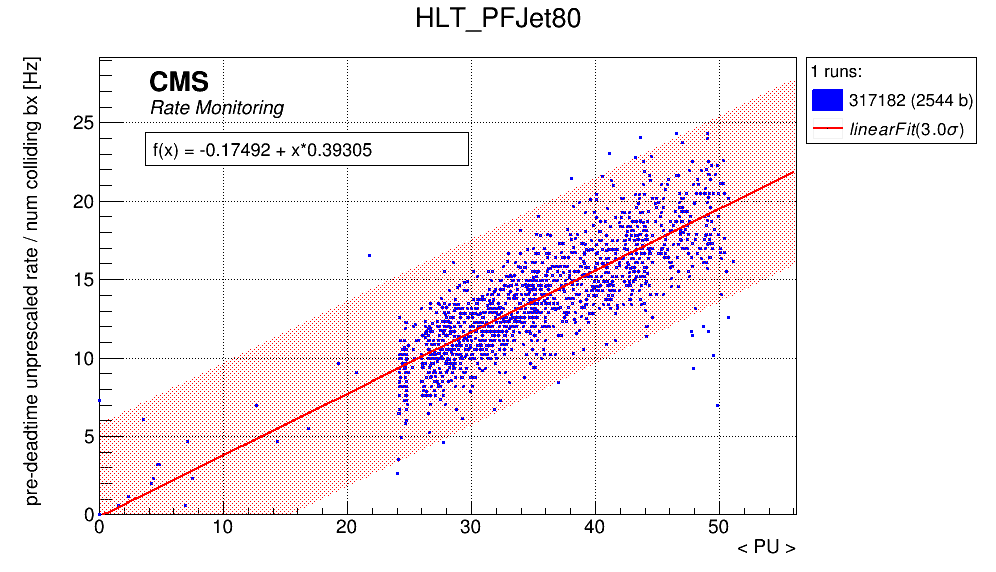 HLT_PFJet80
pre-deadtime unprescaled rate / num colliding bx [Hz]
CMS
Rate Monitoring
f(x) = -0.17492 + x*0.39305
1 runs:
317182 (2544 b)
linearFit(3.0σ)
25
20
15
10
5
0
0 10 20 30 40 50
< PU >